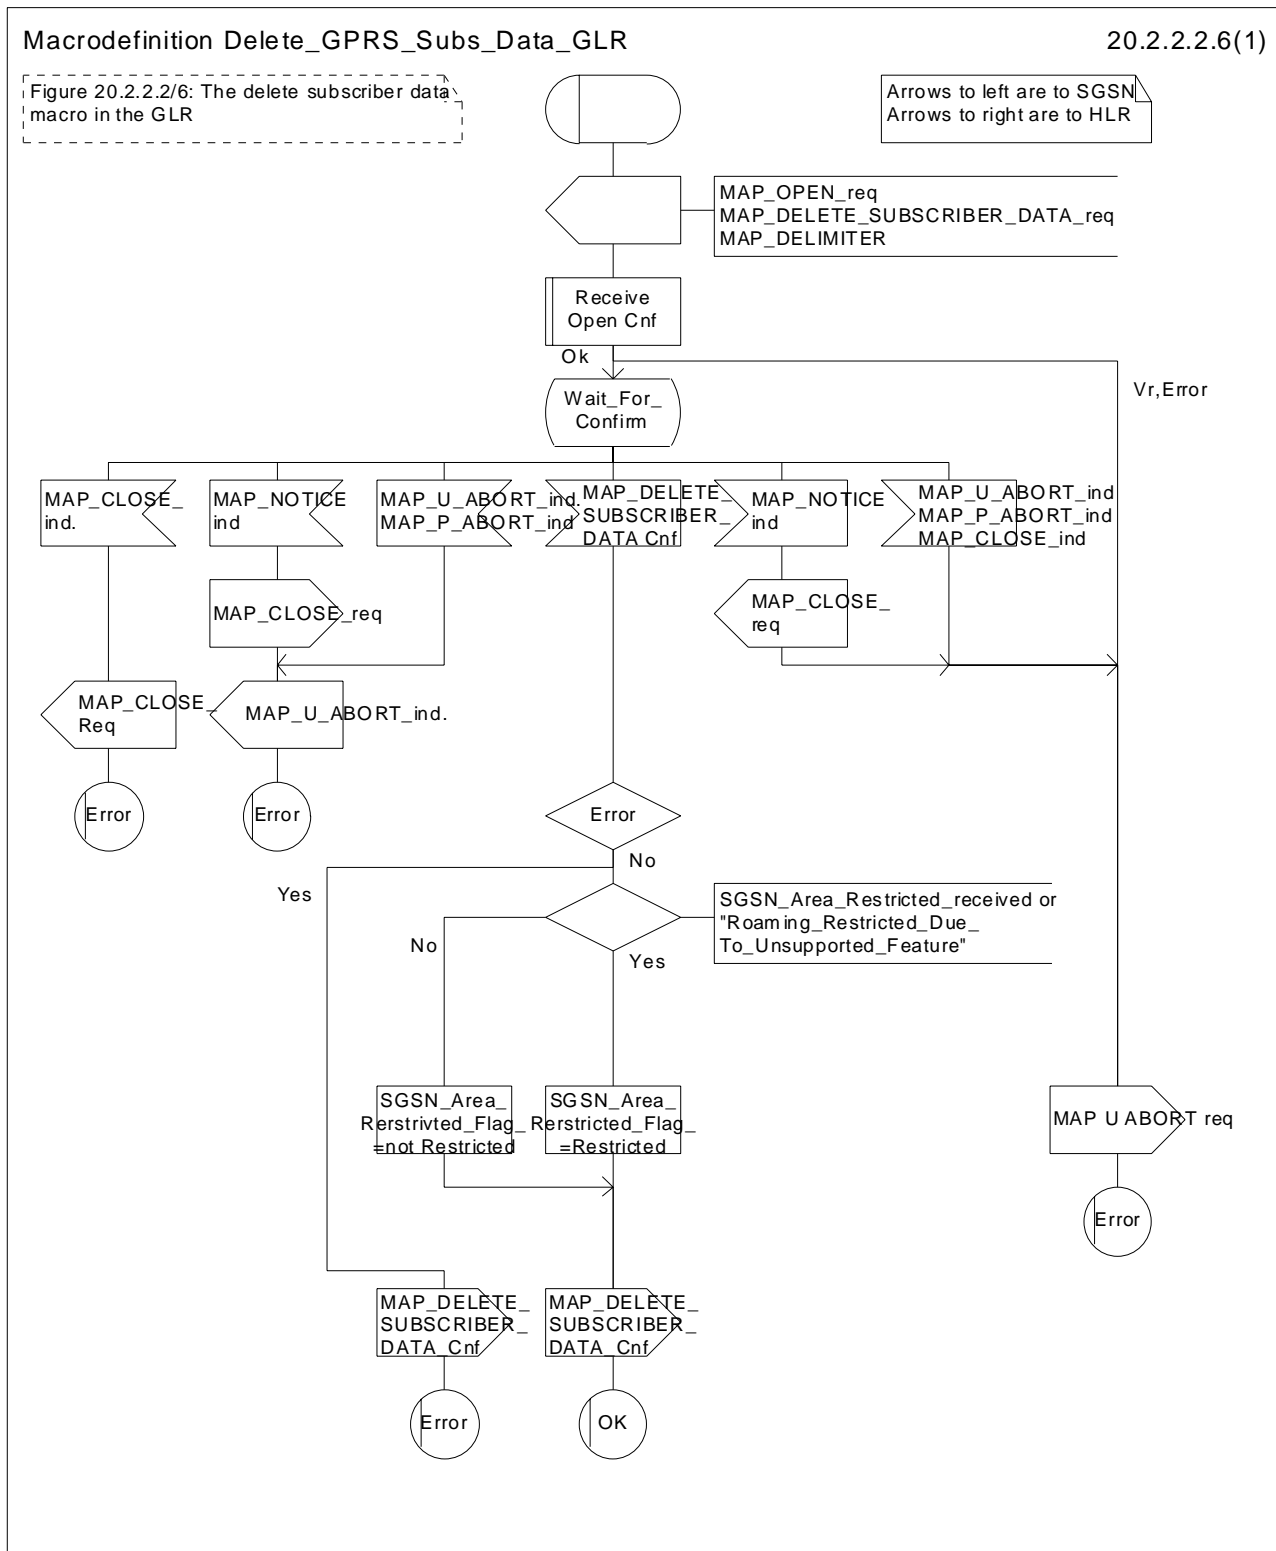 Macrodefinition Delete_GPRS_Subs_Data_GLR
20.2.2.2.6(1)
Figure 20.2.2.2/6: The delete subscriber data
macro in the GLR
Arrows to left are to SGSN
Arrows to right are to HLR
MAP_OPEN_req
MAP_DELETE_SUBSCRIBER_DATA_req
MAP_DELIMITER
Receive
Open Cnf
Ok
Vr,Error
Wait_For_
Confirm
MAP_CLOSE_
ind.
MAP_NOTICE
ind
MAP_U_ABORT_ind.
MAP_P_ABORT_ind
MAP_DELETE_
SUBSCRIBER_
DATA Cnf
MAP_NOTICE
ind
MAP_U_ABORT_ind
MAP_P_ABORT_ind
MAP_CLOSE_ind
MAP_CLOSE_req
MAP_CLOSE_
req
MAP_CLOSE_
Req
MAP_U_ABORT_ind.
Error
Error
Error
No
Yes
SGSN_Area_Restricted_received or
"Roaming_Restricted_Due_
To_Unsupported_Feature"
No
Yes
SGSN_Area_
Rerstrivted_Flag_
=not Restricted
SGSN_Area_
Rerstricted_Flag_
=Restricted
MAP U ABORT req
Error
MAP_DELETE_
SUBSCRIBER_
DATA_Cnf
MAP_DELETE_
SUBSCRIBER_
DATA_Cnf
Error
OK